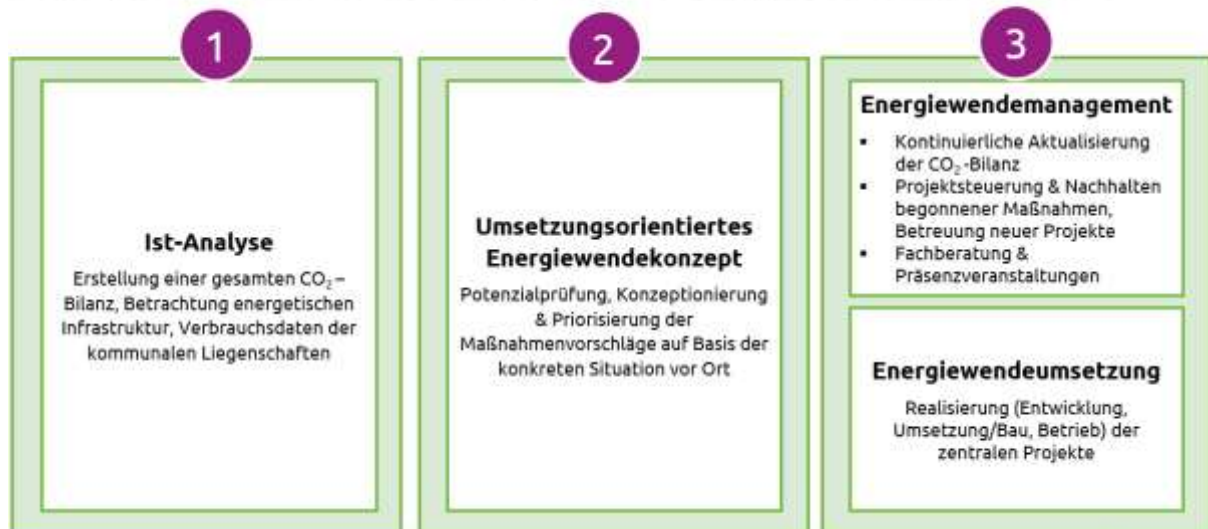 1
Ist-Analyse
Erstellung einer gesamten CO₂ –
Bilanz, Betrachtung energetischen
Infrastruktur, Verbrauchsdaten der
kommunalen Liegenschaften
2
Umsetzungsorientiertes
Energiewendekonzept
Potenzialprüfung, Konzeptionierung
& Priorisierung der
Maßnahmenvorschläge auf Basis der
konkreten Situation vor Ort
3
Energiewendemanagement
▪ Kontinuierliche Aktualisierung
der CO₂ -Bilanz
▪ Projektsteuerung & Nachhalten
begonnener Maßnahmen,
Betreuung neuer Projekte
▪ Fachberatung &
Präsenzveranstaltungen
Energiewendeumsetzung
Realisierung (Entwicklung,
Umsetzung/Bau, Betrieb) der
zentralen Projekte